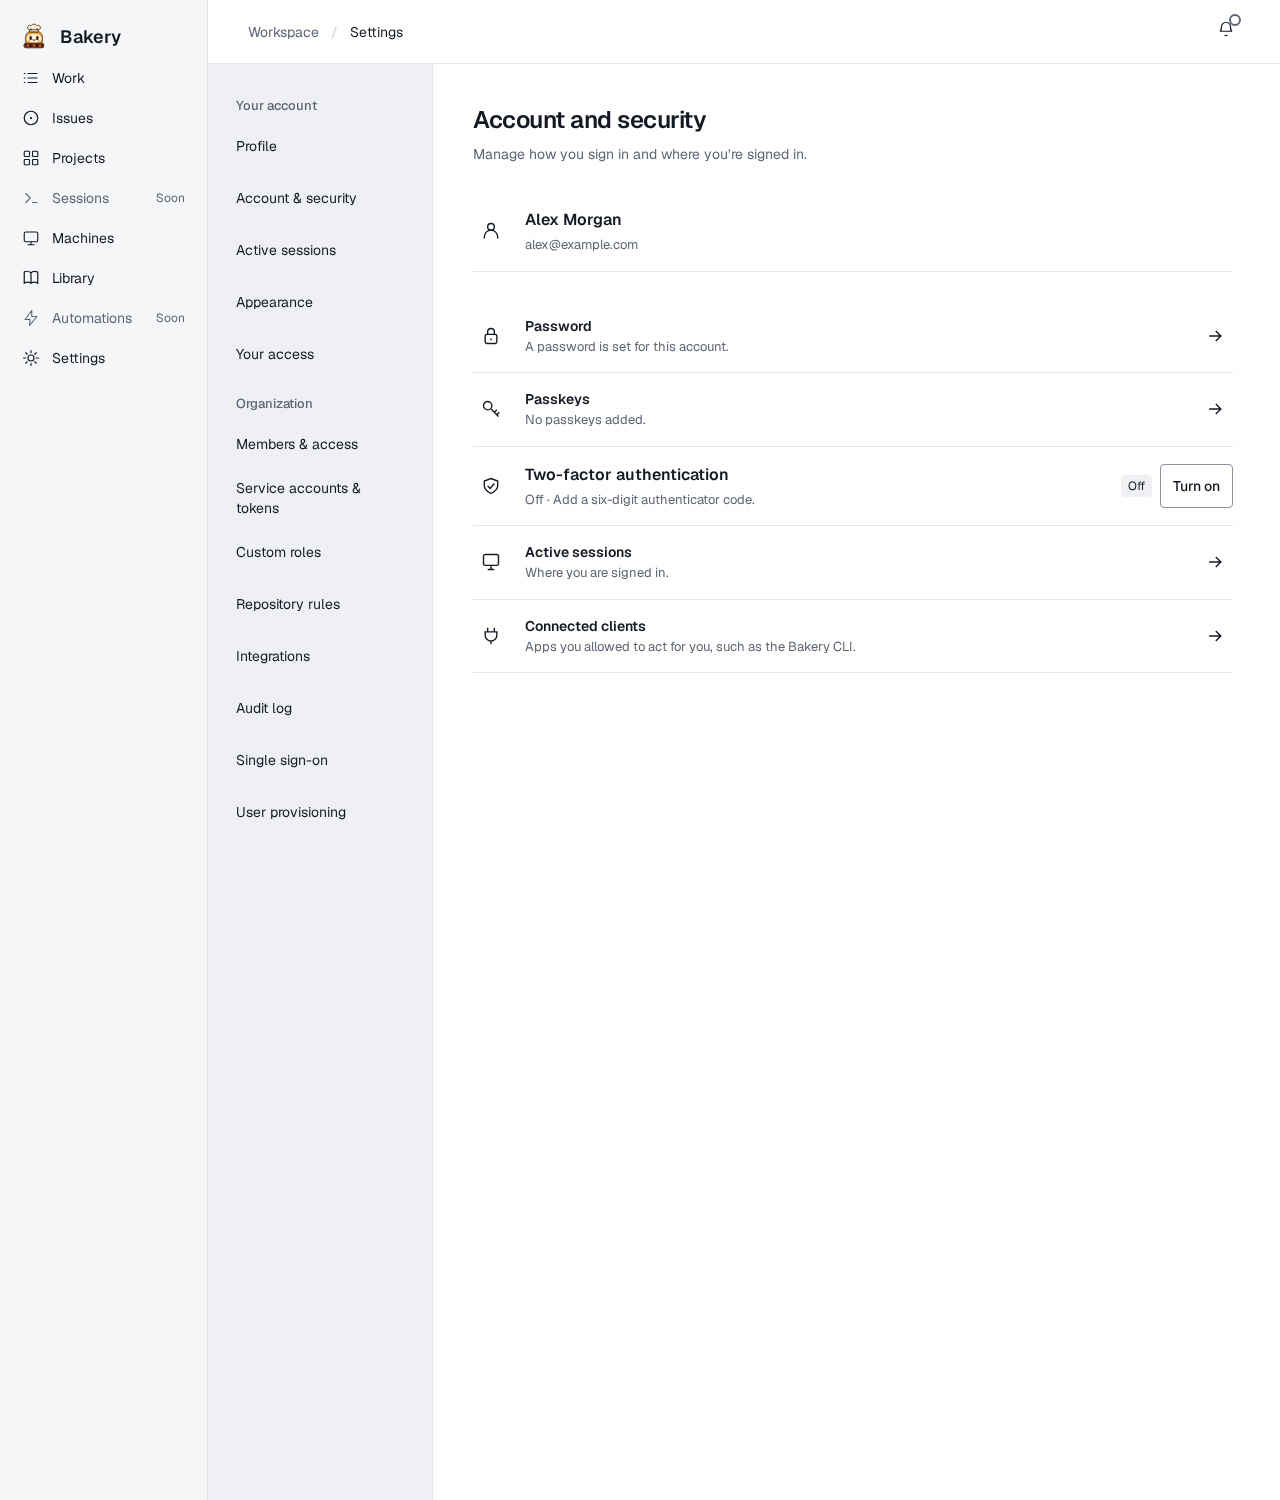 Bakery
Work
Issues
Projects
Sessions Soon
Machines
Library
Automations Soon
Settings
Workspace / Settings
Your account
Profile
Account & security
Active sessions
Appearance
Your access
Organization
Members & access
Service accounts &
tokens
Custom roles
Repository rules
Integrations
Audit log
Single sign-on
User provisioning
Account and security
Manage how you sign in and where you're signed in.
Alex Morgan
alex@example.com
Password
A password is set for this account.
Passkeys
No passkeys added.
Two-factor authentication
Off · Add a six-digit authenticator code.
Off Turn on
Active sessions
Where you are signed in.
Connected clients
Apps you allowed to act for you, such as the Bakery CLI.